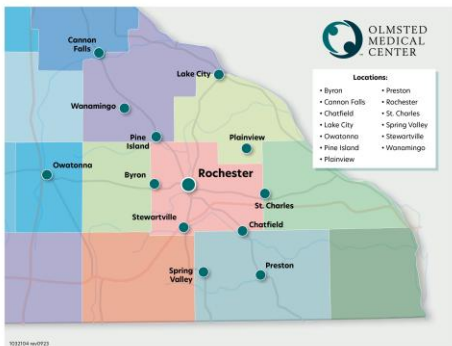 OLMSTED
MEDICAL
CENTER
Locations:
• Byron
• Cannon Falls
• Chatfield
• Lake City
• Owatonna
• Pine Island
• Plainview
• Preston
• Rochester
• St. Charles
• Spring Valley
• Stewartville
• Wanamingo
Cannon
Falls
Lake City
Wanamingo
Pine
Island
Plainview
Owatonna
Byron
Rochester
St. Charles
Stewartville
Chatfield
Spring
Valley
Preston
1032104 rev0923